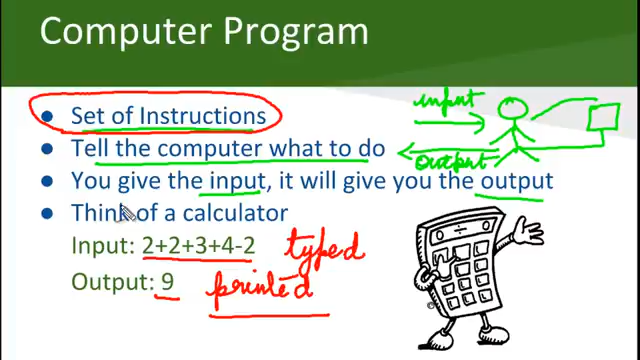 Computer Program
Set of Instructions
Tell the computer what to do
You give the input, it will give you the output
Think of a calculator
Input: 2+2+3+4-2
Output: 9
input
output
typed
printed